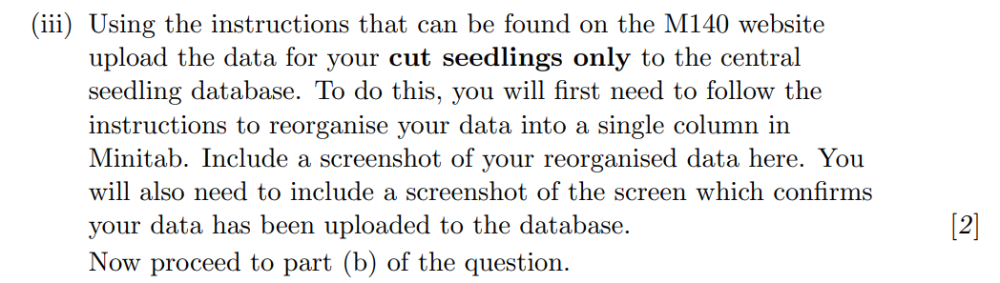 (iii) Using the instructions that can be found on the M140 website
upload the data for your cut seedlings only to the central
seedling database. To do this, you will first need to follow the
instructions to reorganise your data into a single column in
Minitab. Include a screenshot of your reorganised data here. You
will also need to include a screenshot of the screen which confirms
your data has been uploaded to the database. [2]
Now proceed to part (b) of the question.